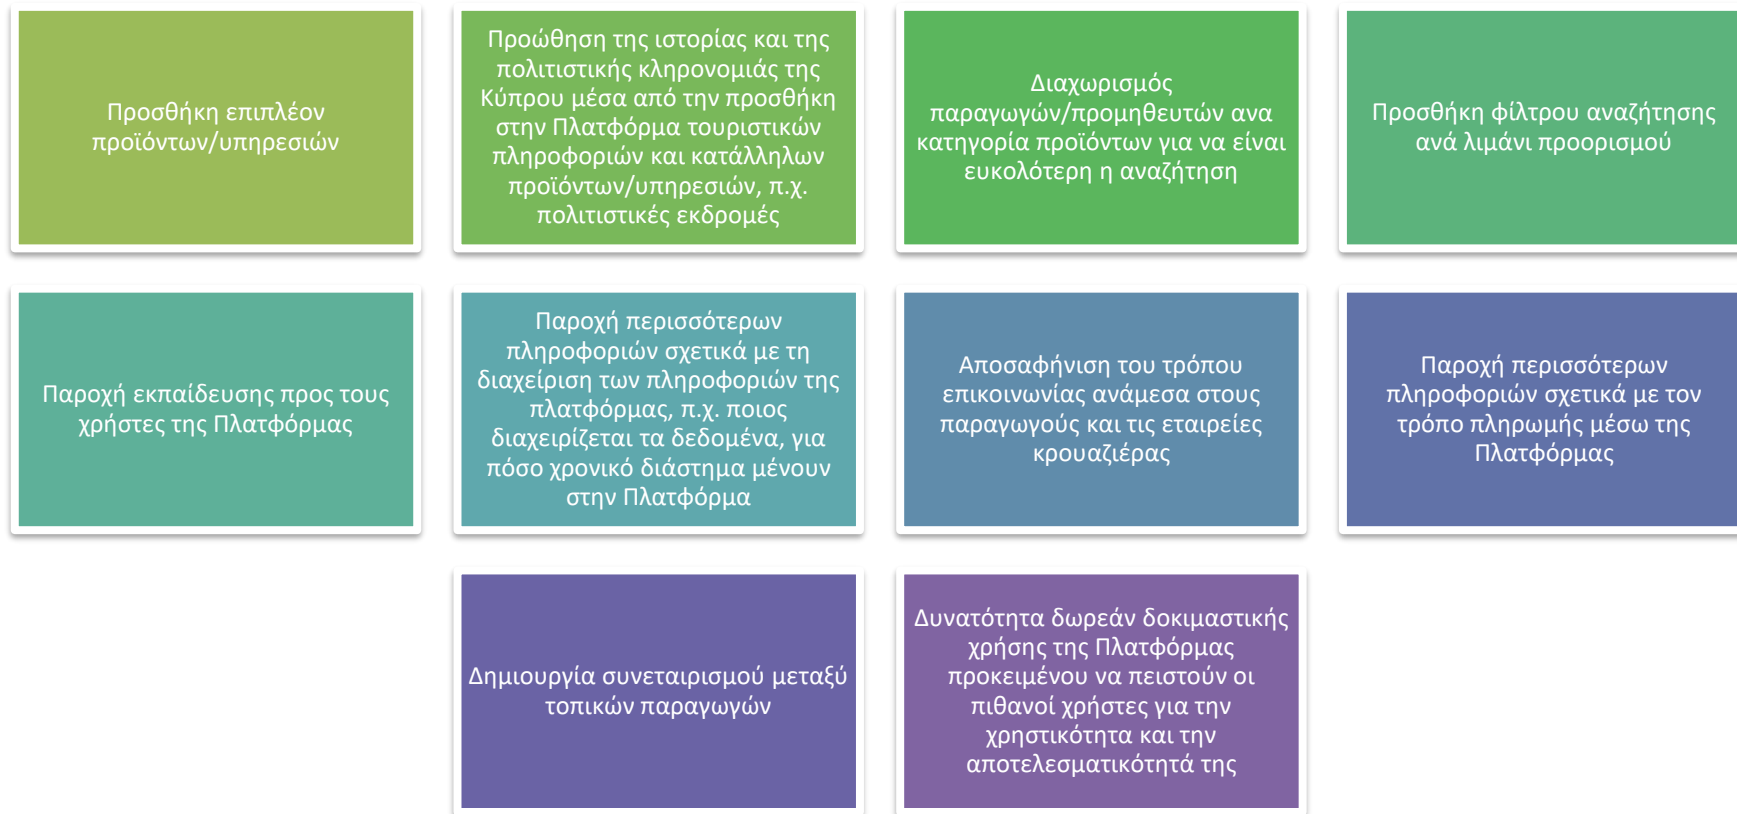 Προσθήκη επιπλέον
προϊόντων/υπηρεσιών
Προώθηση της ιστορίας και της
πολιτιστικής κληρονομιάς της
Κύπρου μέσα από την προσθήκη
στην Πλατφόρμα τουριστικών
πληροφοριών και κατάλληλων
προϊόντων/υπηρεσιών, π.χ.
πολιτιστικές εκδρομές
Διαχωρισμός
παραγωγών/προμηθευτών ανα
κατηγορία προϊόντων για να είναι
ευκολότερη η αναζήτηση
Προσθήκη φίλτρου αναζήτησης
ανά λιμάνι προορισμού
Παροχή εκπαίδευσης προς τους
χρήστες της Πλατφόρμας
Παροχή περισσότερων
πληροφοριών σχετικά με τη
διαχείριση των πληροφοριών της
πλατφόρμας, π.χ. ποιος
διαχειρίζεται τα δεδομένα, για
πόσο χρονικό διάστημα μένουν
στην Πλατφόρμα
Αποσαφήνιση του τρόπου
επικοινωνίας ανάμεσα στους
παραγωγούς και τις εταιρείες
κρουαζιέρας
Παροχή περισσότερων
πληροφοριών σχετικά με τον
τρόπο πληρωμής μέσω της
Πλατφόρμας
Δημιουργία συνεταιρισμού μεταξύ
τοπικών παραγωγών
Δυνατότητα δωρεάν δοκιμαστικής
χρήσης της Πλατφόρμας
προκειμένου να πειστούν οι
πιθανοί χρήστες για την
χρηστικότητα και την
αποτελεσματικότητά της